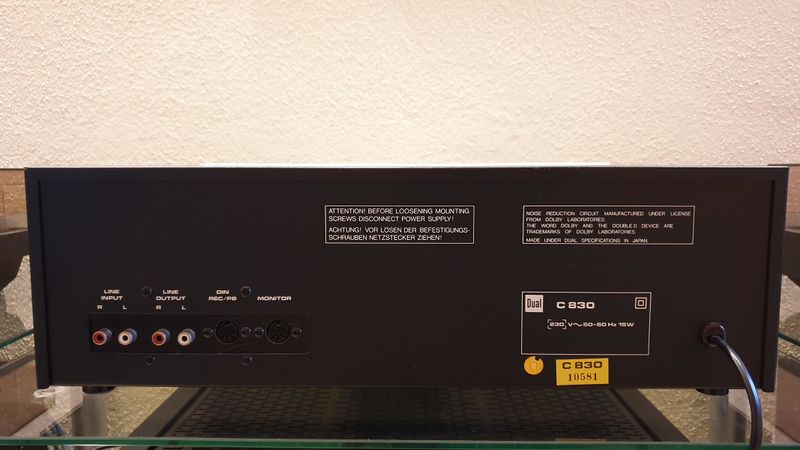 ATTENTION! BEFORE LOOSENING MOUNTING
SCREWS DISCONNECT POWER SUPPLY!
ACHTUNG! VOR LÖSEN DER BEFESTIGUNGS-
SCHRAUBEN NETZSTECKER ZIEHEN!
NOISE REDUCTION CIRCUIT MANUFACTURED UNDER LICENSE
FROM DOLBY LABORATORIES.
THE WORD DOLBY AND THE DOUBLE D DEVICE ARE
TRADEMARKS OF DOLBY LABORATORIES.
MADE UNDER DUAL SPECIFICATIONS IN JAPAN.
LINE INPUT
R L
LINE OUTPUT
R L
DIN REC/PB
MONITOR
Dual C 830
[230] V~ 50-60 Hz 15W
C 830
10581